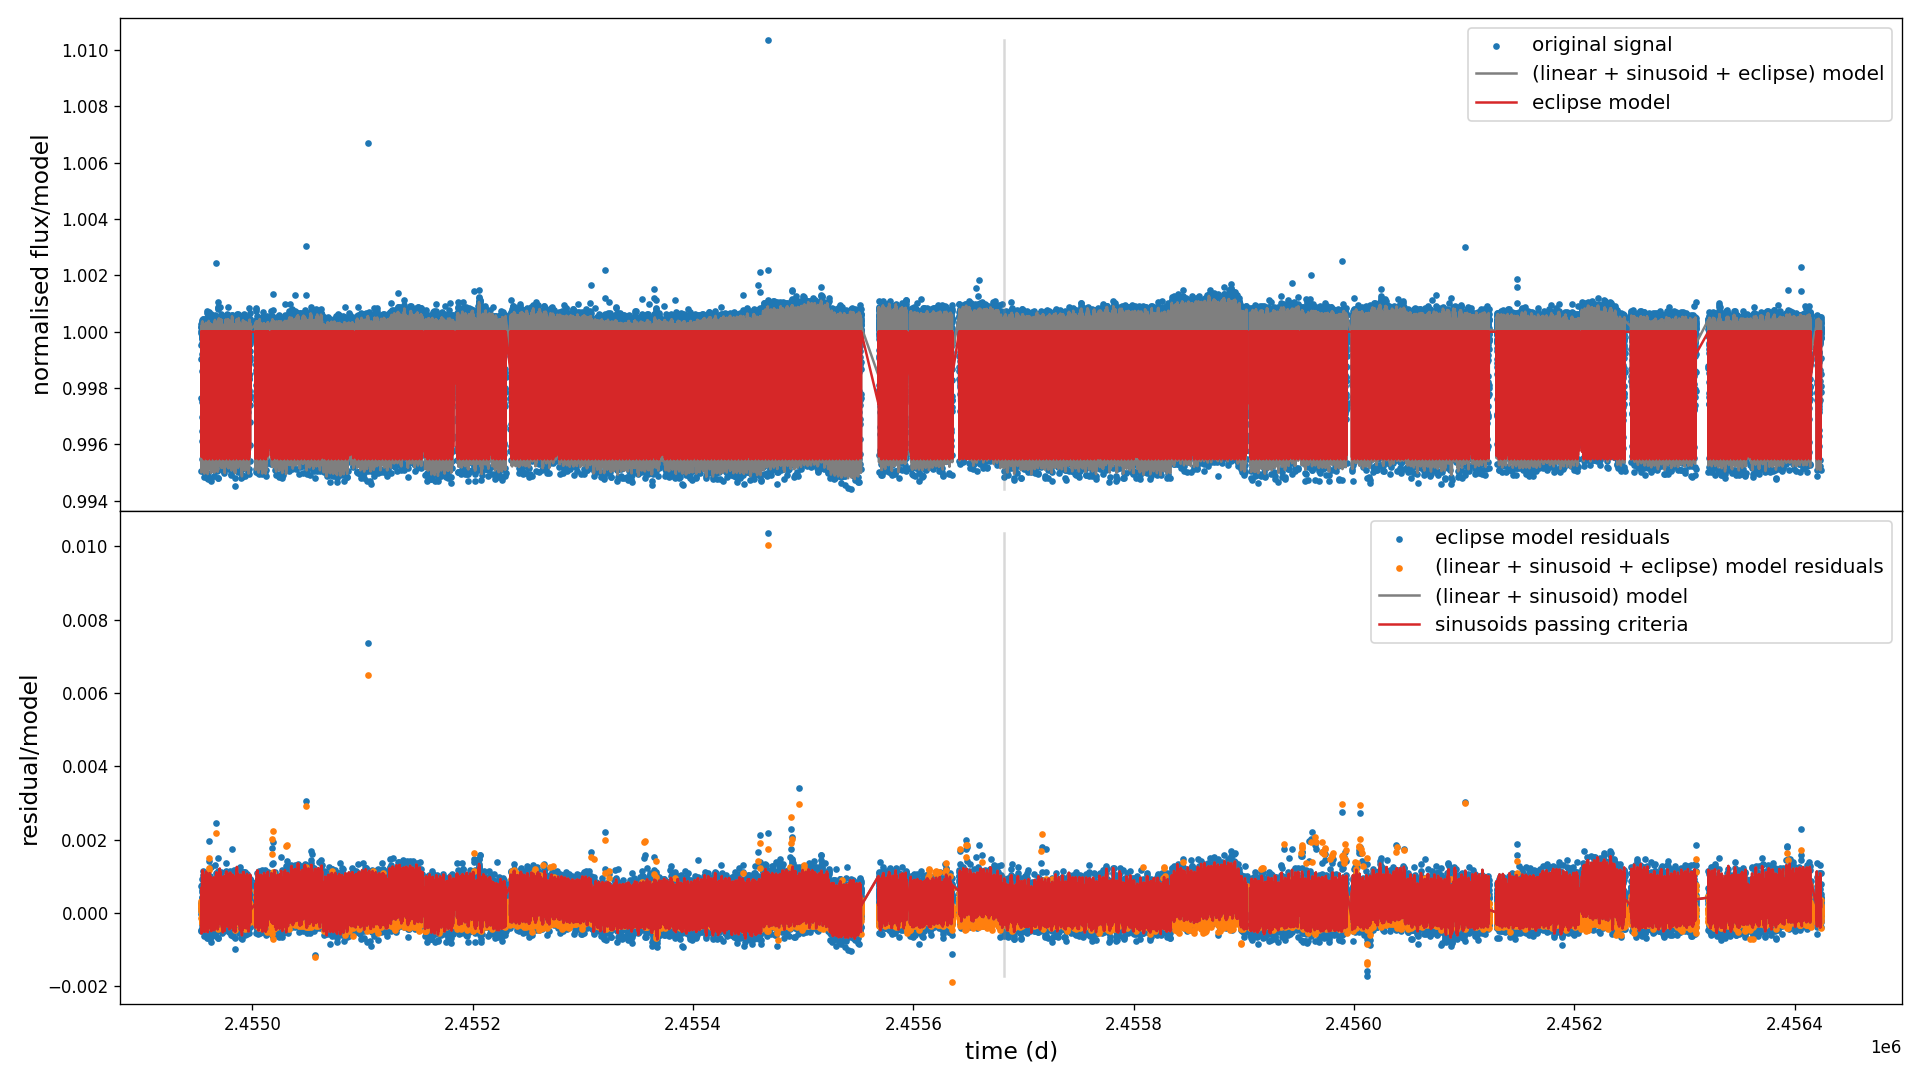 1.010
1.008
1.006
1.004
1.002
1.000
0.998
0.996
0.994
normalised flux/model
original signal
(linear + sinusoid + eclipse) model
eclipse model
0.010
0.008
0.006
0.004
0.002
0.000
−0.002
residual/model
eclipse model residuals
(linear + sinusoid + eclipse) model residuals
(linear + sinusoid) model
sinusoids passing criteria
2.4550 2.4552 2.4554 2.4556 2.4558 2.4560 2.4562 2.4564
1e6
time (d)